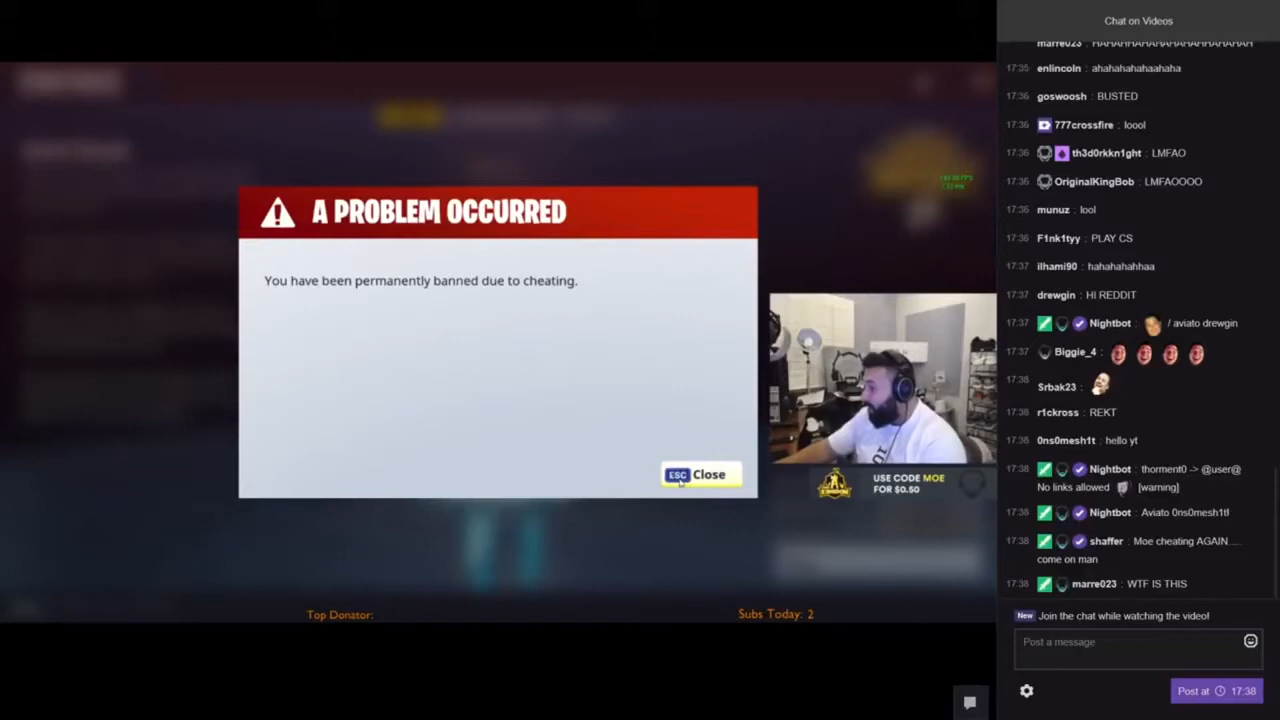 A PROBLEM OCCURRED
You have been permanently banned due to cheating.
ESC Close
USE CODE MOE
FOR $0.50
Top Donator:
Subs Today: 2
Chat on Videos
17:35 enlincoln : ahahahahahaahaha
17:36 goswoosh : BUSTED
17:36 777crossfire : loool
17:36 th3d0rkkn1ght : LMFAO
17:36 OriginalKingBob : LMFAOOOO
17:36 munuz : lool
17:36 F1nk1tyy : PLAY CS
17:37 ilhami90 : hahahahahhaa
17:37 drewgin : HI REDDIT
17:37 Nightbot : / aviato drewgin
17:37 Biggie_4 :
17:38 Srbak23 :
17:38 r1ckross : REKT
17:38 0ns0mesh1t : hello yt
17:38 Nightbot : thorment0 -> @user@
No links allowed [warning]
17:38 Nightbot : Aviato 0ns0mesh1t!
17:38 shaffer : Moe cheating AGAIN.....
come on man
17:38 marre023 : WTF IS THIS
New Join the chat while watching the video!
Post a message
Post at 17:38